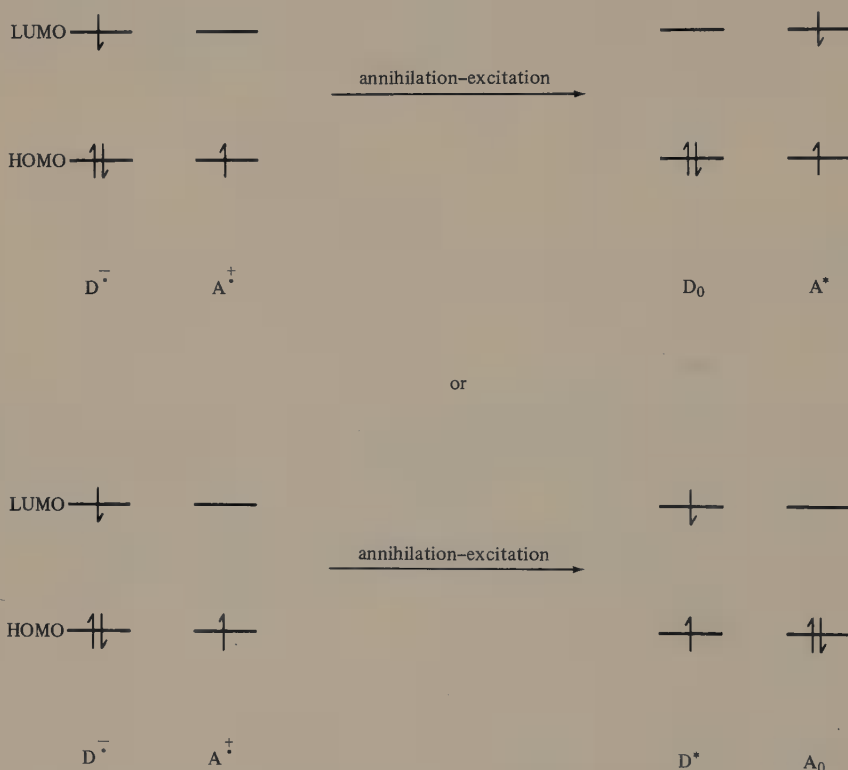 LUMO
annihilation–excitation
HOMO
D•̅ A•⁺ D₀ A*
or
LUMO
annihilation–excitation
HOMO
D•̅ A•⁺ D* A₀